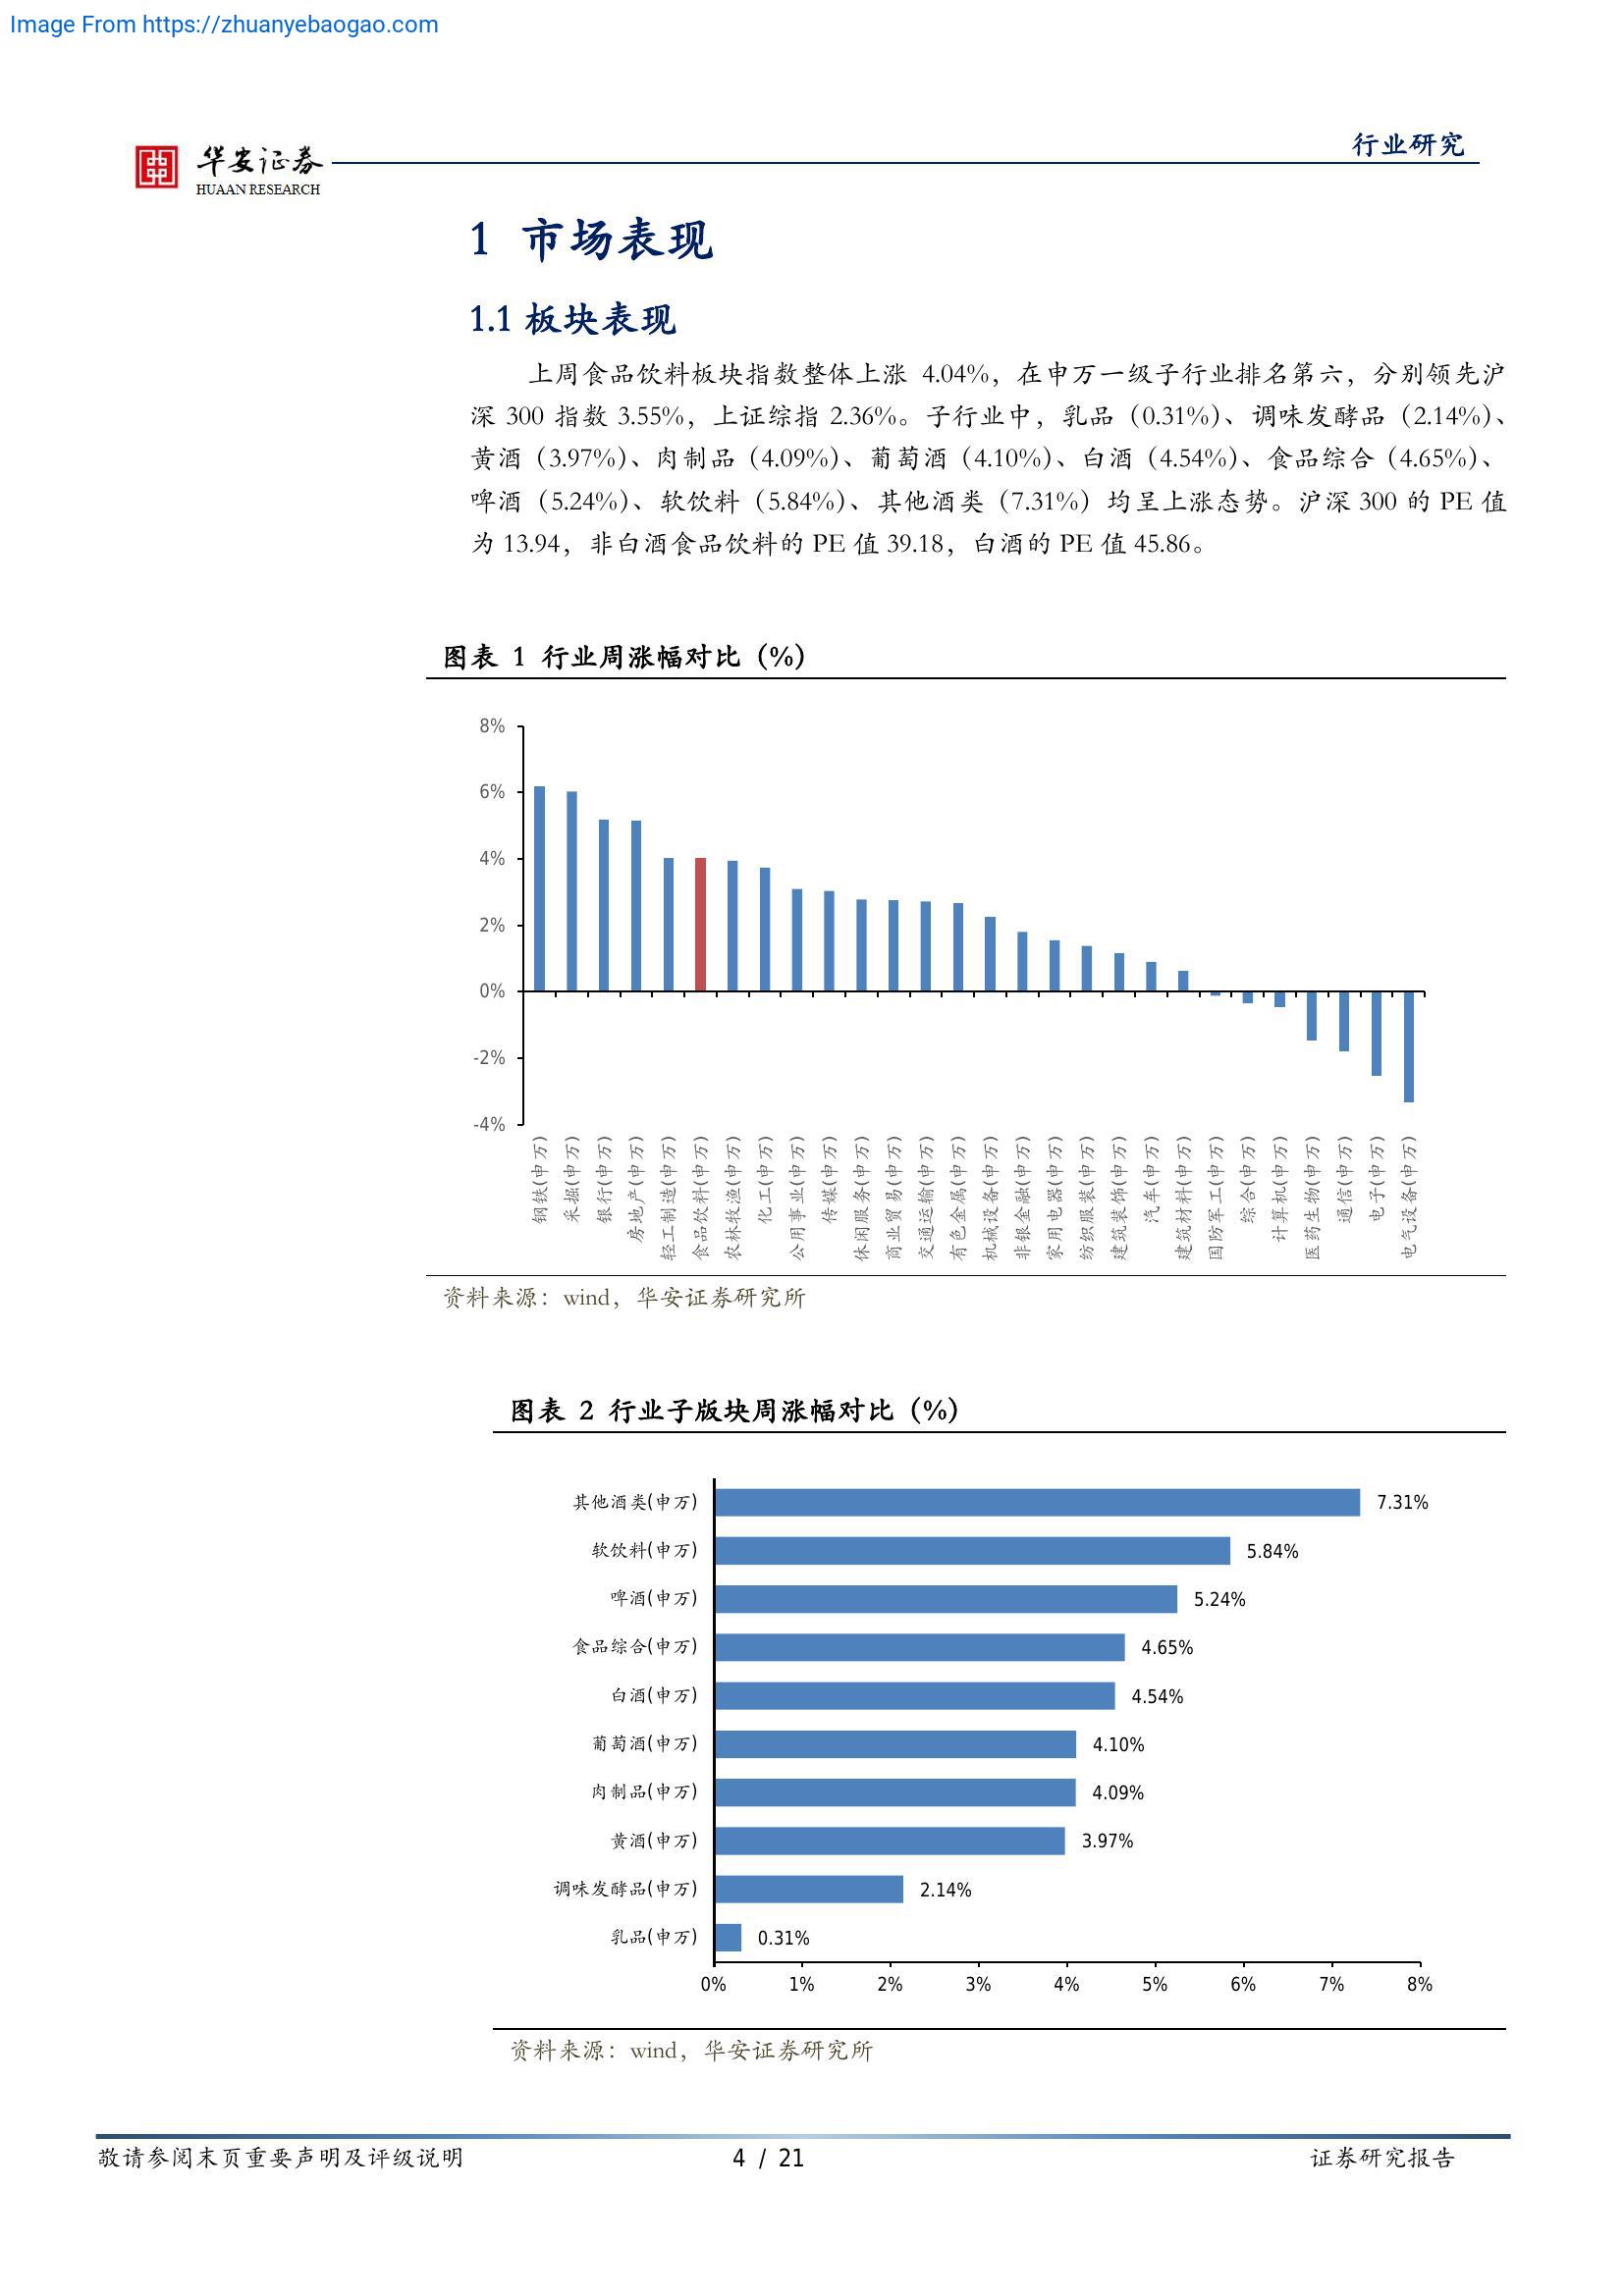 Image From https://zhuanyebaogao.com
行业研究
华安证券
HUAAN RESEARCH
1 市场表现
1.1 板块表现
上周食品饮料板块指数整体上涨 4.04%，在申万一级子行业排名第六，分别领先沪
深 300 指数 3.55%，上证综指 2.36%。子行业中，乳品（0.31%）、调味发酵品（2.14%）、
黄酒（3.97%）、肉制品（4.09%）、葡萄酒（4.10%）、白酒（4.54%）、食品综合（4.65%）、
啤酒（5.24%）、软饮料（5.84%）、其他酒类（7.31%）均呈上涨态势。沪深 300 的 PE 值
为 13.94，非白酒食品饮料的 PE 值 39.18，白酒的 PE 值 45.86。
图表 1 行业周涨幅对比（%）
8%
6%
4%
2%
0%
-2%
-4%
钢铁(申万)
采掘(申万)
银行(申万)
房地产(申万)
轻工制造(申万)
食品饮料(申万)
农林牧渔(申万)
化工(申万)
公用事业(申万)
传媒(申万)
休闲服务(申万)
商业贸易(申万)
交通运输(申万)
有色金属(申万)
机械设备(申万)
非银金融(申万)
家用电器(申万)
纺织服装(申万)
建筑装饰(申万)
汽车(申万)
建筑材料(申万)
国防军工(申万)
综合(申万)
计算机(申万)
医药生物(申万)
通信(申万)
电子(申万)
电气设备(申万)
资料来源：wind，华安证券研究所
图表 2 行业子版块周涨幅对比（%）
其他酒类(申万) 7.31%
软饮料(申万) 5.84%
啤酒(申万) 5.24%
食品综合(申万) 4.65%
白酒(申万) 4.54%
葡萄酒(申万) 4.10%
肉制品(申万) 4.09%
黄酒(申万) 3.97%
调味发酵品(申万) 2.14%
乳品(申万) 0.31%
0% 1% 2% 3% 4% 5% 6% 7% 8%
资料来源：wind，华安证券研究所
敬请参阅末页重要声明及评级说明 4 / 21 证券研究报告